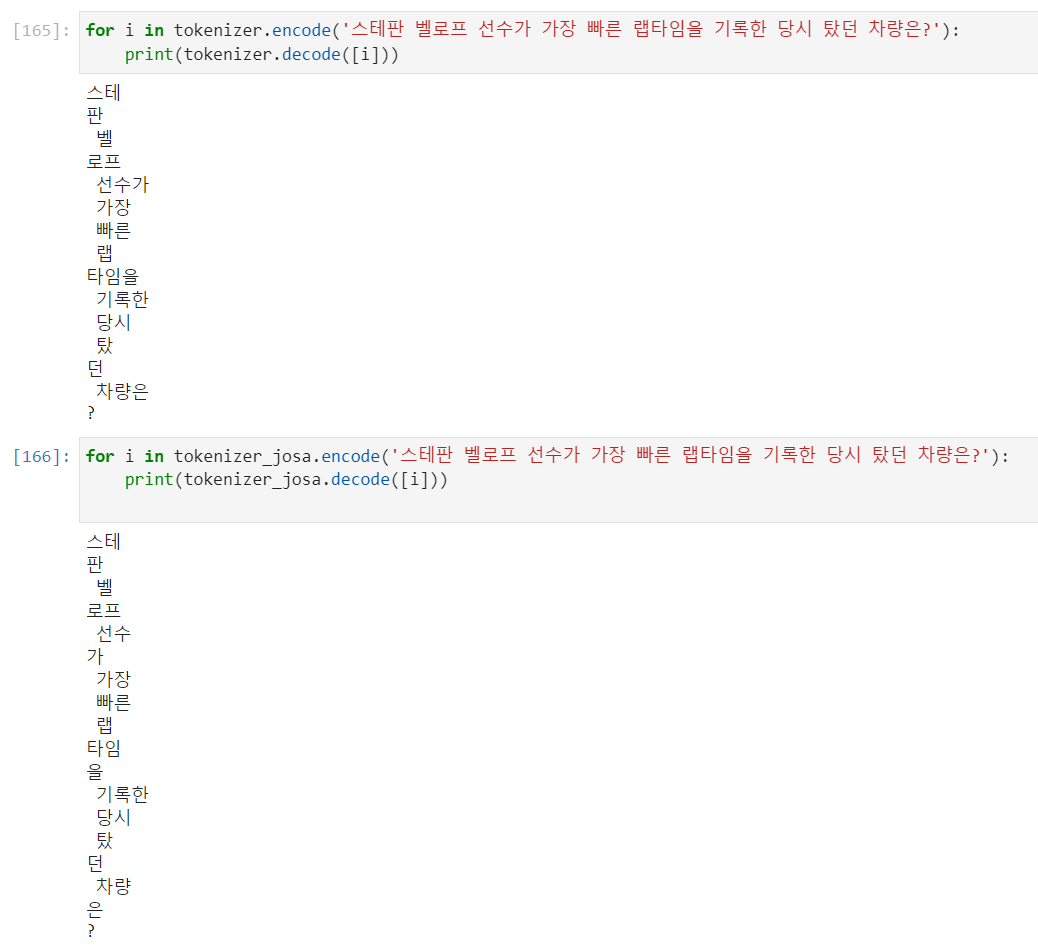 [165]: for i in tokenizer.encode('스테판 벨로프 선수가 가장 빠른 랩타임을 기록한 당시 탔던 차량은?'):
    print(tokenizer.decode([i]))
스테
판
 벨
로프
 선수가
 가장
 빠른
 랩
타임을
 기록한
 당시
 탔
던
 차량은
?
[166]: for i in tokenizer_josa.encode('스테판 벨로프 선수가 가장 빠른 랩타임을 기록한 당시 탔던 차량은?'):
    print(tokenizer_josa.decode([i]))
스테
판
 벨
로프
 선수
가
 가장
 빠른
 랩
타임
을
 기록한
 당시
 탔
던
 차량
은
?